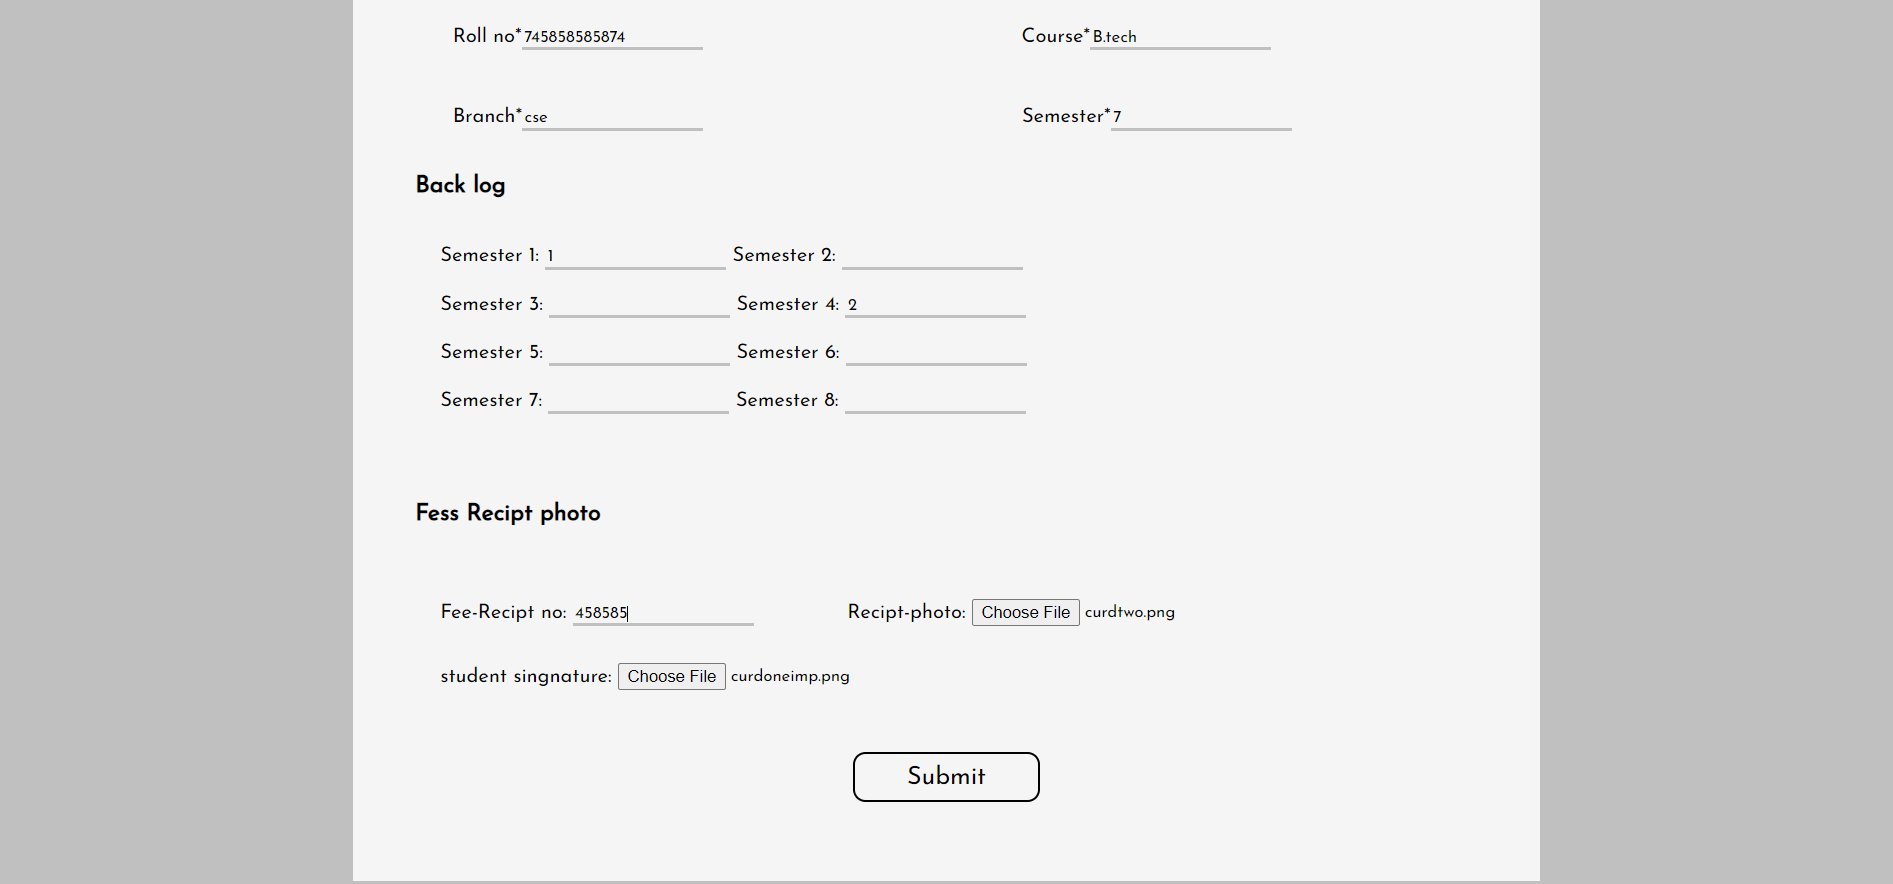 Roll no* 745858585874 Course* B.tech
Branch* cse Semester* 7
Back log
Semester 1: 1 Semester 2:
Semester 3: Semester 4: 2
Semester 5: Semester 6:
Semester 7: Semester 8:
Fess Recipt photo
Fee-Recipt no: 458585 Recipt-photo: Choose File curdtwo.png
student singnature: Choose File curdoneimp.png
Submit